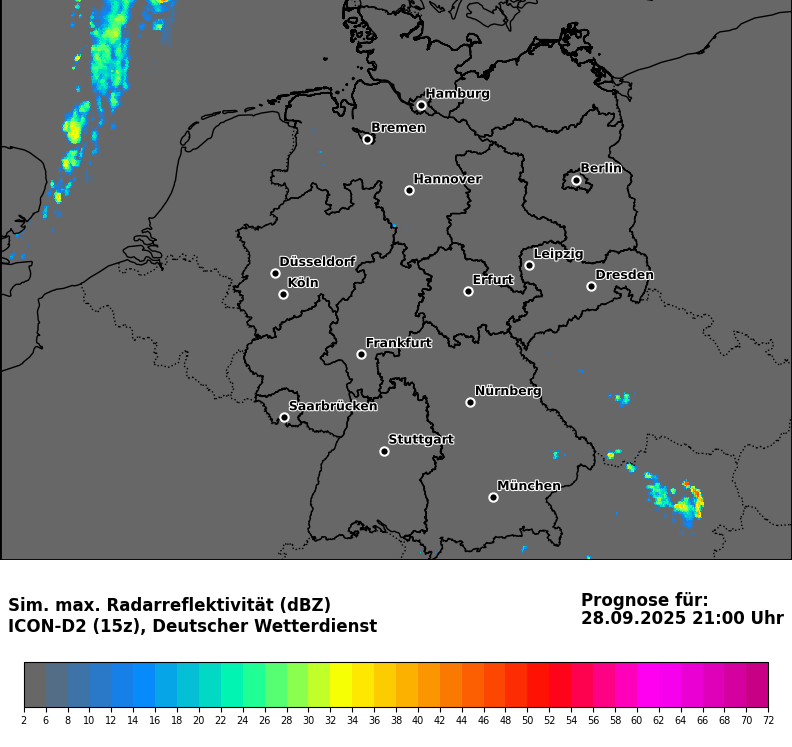 Hamburg
Bremen
Berlin
Hannover
Leipzig
Düsseldorf
Dresden
Köln
Erfurt
Frankfurt
Nürnberg
Saarbrücken
Stuttgart
München
Sim. max. Radarreflektivität (dBZ)
ICON-D2 (15z), Deutscher Wetterdienst
Prognose für:
28.09.2025 21:00 Uhr
2 6 8 10 12 14 16 18 20 22 24 26 28 30 32 34 36 38 40 42 44 46 48 50 52 54 56 58 60 62 64 66 68 70 72